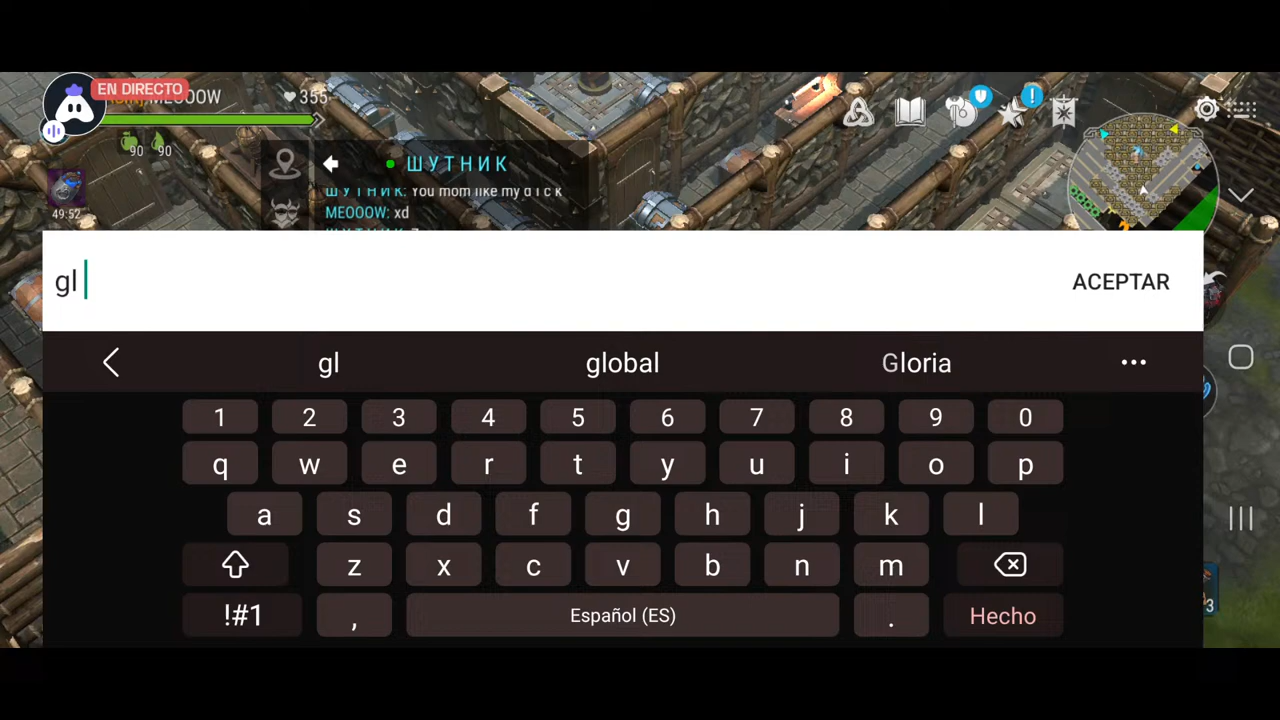 EN DIRECTO
MEOOOW
355
90 90
49:52
ШУТНИК
ШУТНИК: You mom like my d i c k
MEOOOW: xd
gl
ACEPTAR
gl global Gloria
1 2 3 4 5 6 7 8 9 0
q w e r t y u i o p
a s d f g h j k l
z x c v b n m
!#1 , Español (ES) . Hecho
3